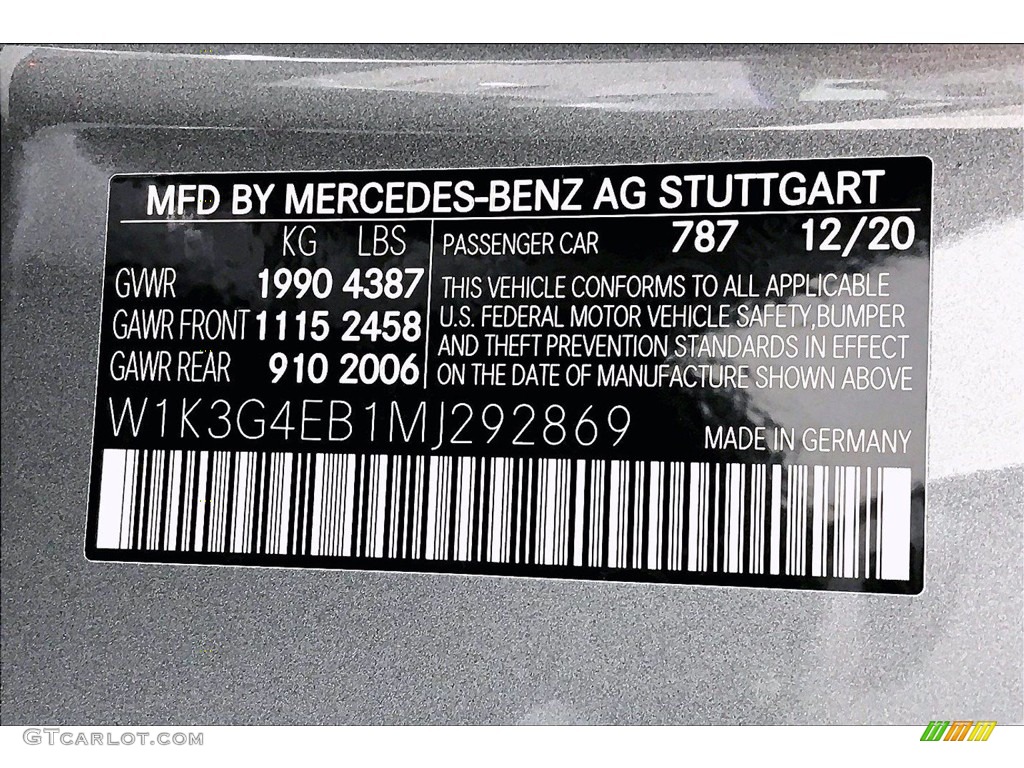 MFD BY MERCEDES-BENZ AG STUTTGART
KG LBS
GVWR 1990 4387
GAWR FRONT 1115 2458
GAWR REAR 910 2006
PASSENGER CAR 787 12/20
THIS VEHICLE CONFORMS TO ALL APPLICABLE
U.S. FEDERAL MOTOR VEHICLE SAFETY, BUMPER
AND THEFT PREVENTION STANDARDS IN EFFECT
ON THE DATE OF MANUFACTURE SHOWN ABOVE
W1K3G4EB1MJ292869
MADE IN GERMANY
GTcarlot.com